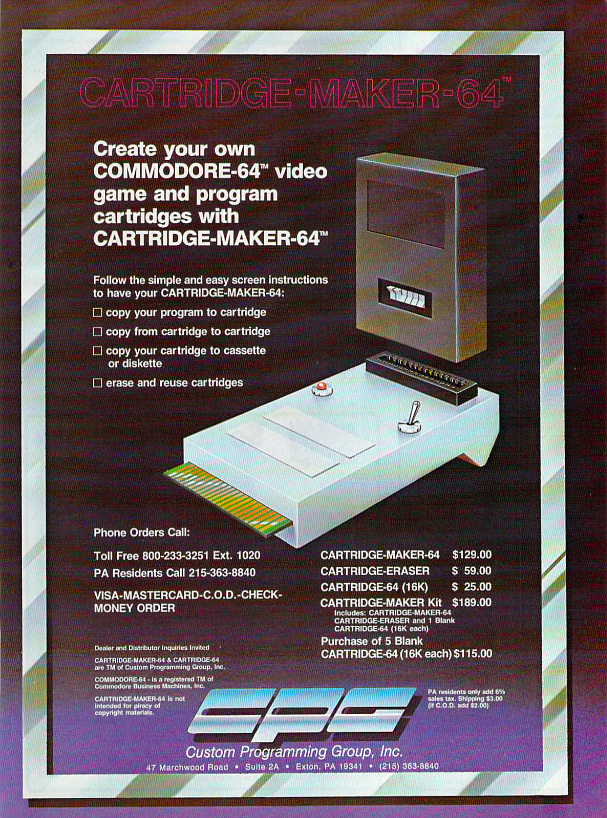 CARTRIDGE-MAKER-64™
Create your own
COMMODORE-64™ video
game and program
cartridges with
CARTRIDGE-MAKER-64™
Follow the simple and easy screen instructions
to have your CARTRIDGE-MAKER-64:
☐ copy your program to cartridge
☐ copy from cartridge to cartridge
☐ copy your cartridge to cassette
or diskette
☐ erase and reuse cartridges
Phone Orders Call:
Toll Free 800-233-3251 Ext. 1020
PA Residents Call 215-363-8840
VISA-MASTERCARD-C.O.D.-CHECK-
MONEY ORDER
CARTRIDGE-MAKER-64 $129.00
CARTRIDGE-ERASER $ 59.00
CARTRIDGE-64 (16K) $ 25.00
CARTRIDGE-MAKER Kit $189.00
Includes: CARTRIDGE-MAKER-64
CARTRIDGE-ERASER and 1 Blank
CARTRIDGE-64 (16K each)
Purchase of 5 Blank
CARTRIDGE-64 (16K each) $115.00
Dealer and Distributor Inquiries Invited
CARTRIDGE-MAKER-64 & CARTRIDGE-64
are TM of Custom Programming Group, Inc.
COMMODORE-64 - is a registered TM of
Commodore Business Machines, Inc.
CARTRIDGE-MAKER-64 is not
intended for piracy of
copyright materials.
PA residents only add 6%
sales tax. Shipping $3.00
(if C.O.D. add $2.00)
cpg
Custom Programming Group, Inc.
47 Marchwood Road • Suite 2A • Exton, PA 19341 • (215) 363-8840